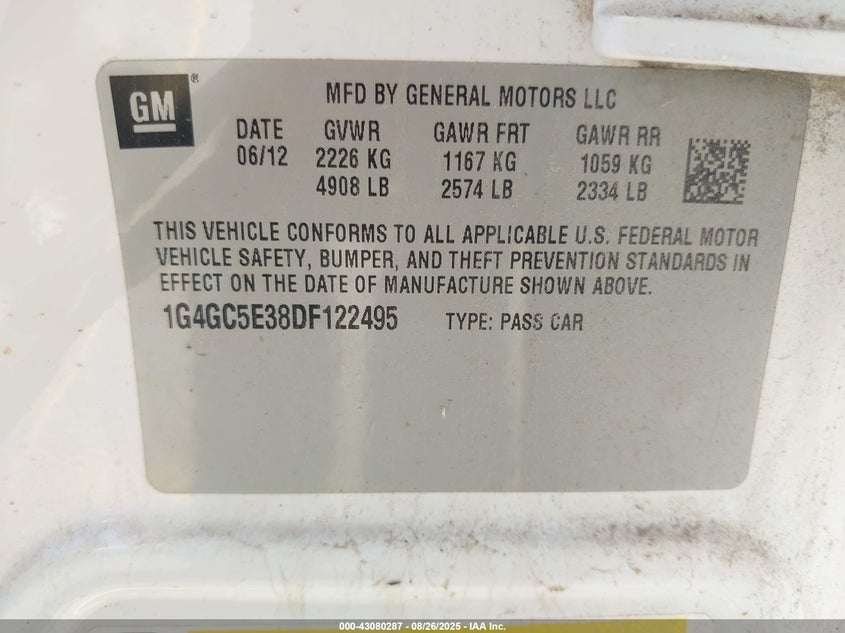 GM®
MFD BY GENERAL MOTORS LLC
DATE GVWR GAWR FRT GAWR RR
06/12 2226 KG 1167 KG 1059 KG
4908 LB 2574 LB 2334 LB
THIS VEHICLE CONFORMS TO ALL APPLICABLE U.S. FEDERAL MOTOR
VEHICLE SAFETY, BUMPER, AND THEFT PREVENTION STANDARDS IN
EFFECT ON THE DATE OF MANUFACTURE SHOWN ABOVE.
1G4GC5E38DF122495 TYPE: PASS CAR
000-43080287 - 08/26/2025 - IAA Inc.